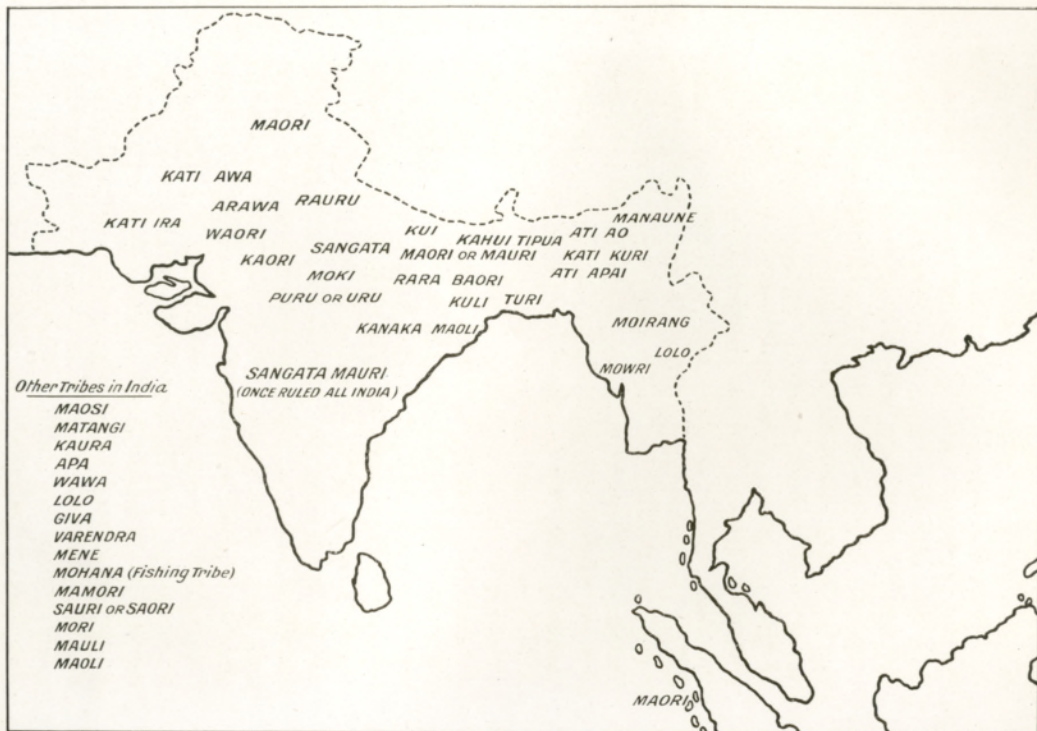 MAORI
KATI AWA
ARAWA
RAURU
KATI IRA
WAORI
KAORI
SANGATA
MOKI
PURU OR URU
KUI
KAHUI TIPUA
MAORI OR MAURI
RARA BAORI
KULI TURI
KANAKA MAOLI
MANAUNE
ATI AO
KATI KURI
ATI APAI
MOIRANG
LOLO
MOWRI
SANGATA MAURI
(ONCE RULED ALL INDIA)
Other Tribes in India
MAOSI
MATANGI
KAURA
APA
WAWA
LOLO
GIVA
VARENDRA
MENE
MOHANA (Fishing Tribe)
MAMORI
SAURI OR SAORI
MORI
MAULI
MAOLI
MAORI